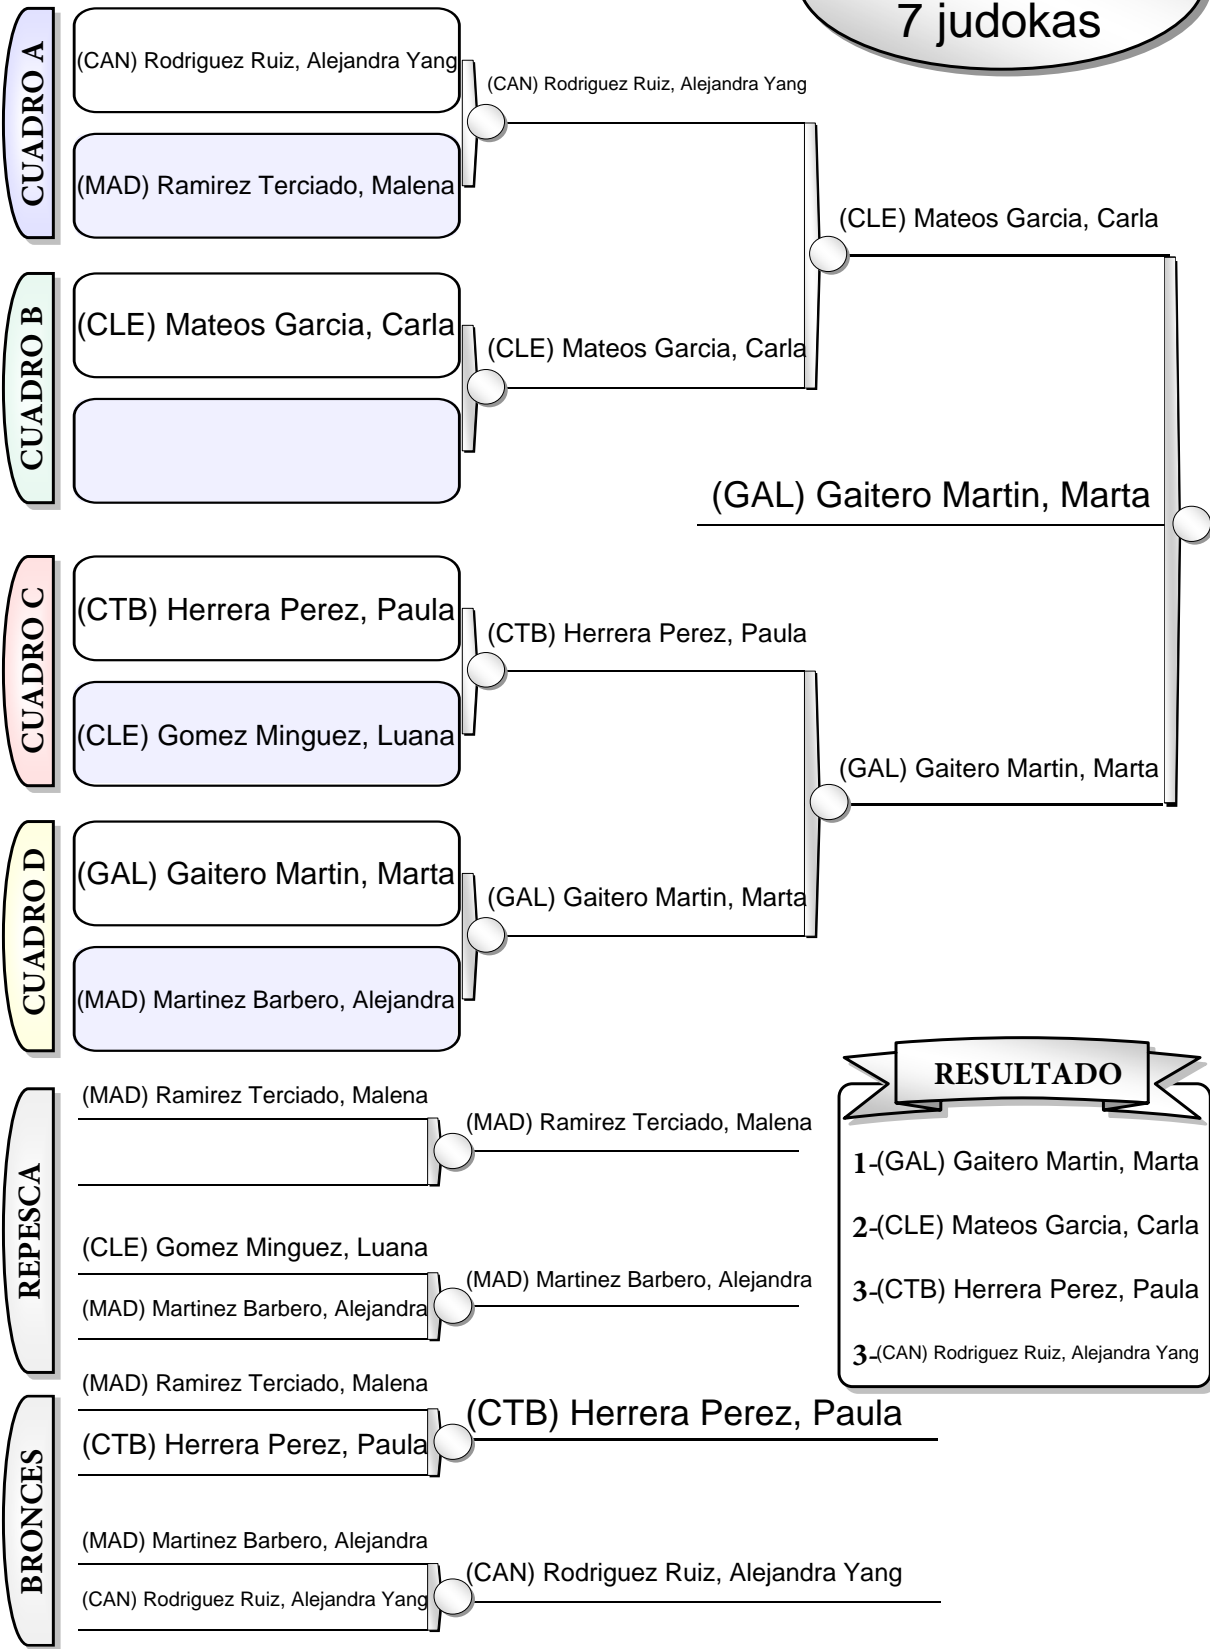 7 judokas
CUADRO A
(CAN) Rodriguez Ruiz, Alejandra Yang
(MAD) Ramirez Terciado, Malena
(CAN) Rodriguez Ruiz, Alejandra Yang
(CLE) Mateos Garcia, Carla
CUADRO B
(CLE) Mateos Garcia, Carla
(CLE) Mateos Garcia, Carla
(GAL) Gaitero Martin, Marta
CUADRO C
(CTB) Herrera Perez, Paula
(CLE) Gomez Minguez, Luana
(CTB) Herrera Perez, Paula
(GAL) Gaitero Martin, Marta
CUADRO D
(GAL) Gaitero Martin, Marta
(MAD) Martinez Barbero, Alejandra
(GAL) Gaitero Martin, Marta
REPESCA
(MAD) Ramirez Terciado, Malena
(MAD) Ramirez Terciado, Malena
(CLE) Gomez Minguez, Luana
(MAD) Martinez Barbero, Alejandra
(MAD) Martinez Barbero, Alejandra
BRONCES
(MAD) Ramirez Terciado, Malena
(CTB) Herrera Perez, Paula
(CTB) Herrera Perez, Paula
(MAD) Martinez Barbero, Alejandra
(CAN) Rodriguez Ruiz, Alejandra Yang
(CAN) Rodriguez Ruiz, Alejandra Yang
RESULTADO
1-(GAL) Gaitero Martin, Marta
2-(CLE) Mateos Garcia, Carla
3-(CTB) Herrera Perez, Paula
3-(CAN) Rodriguez Ruiz, Alejandra Yang